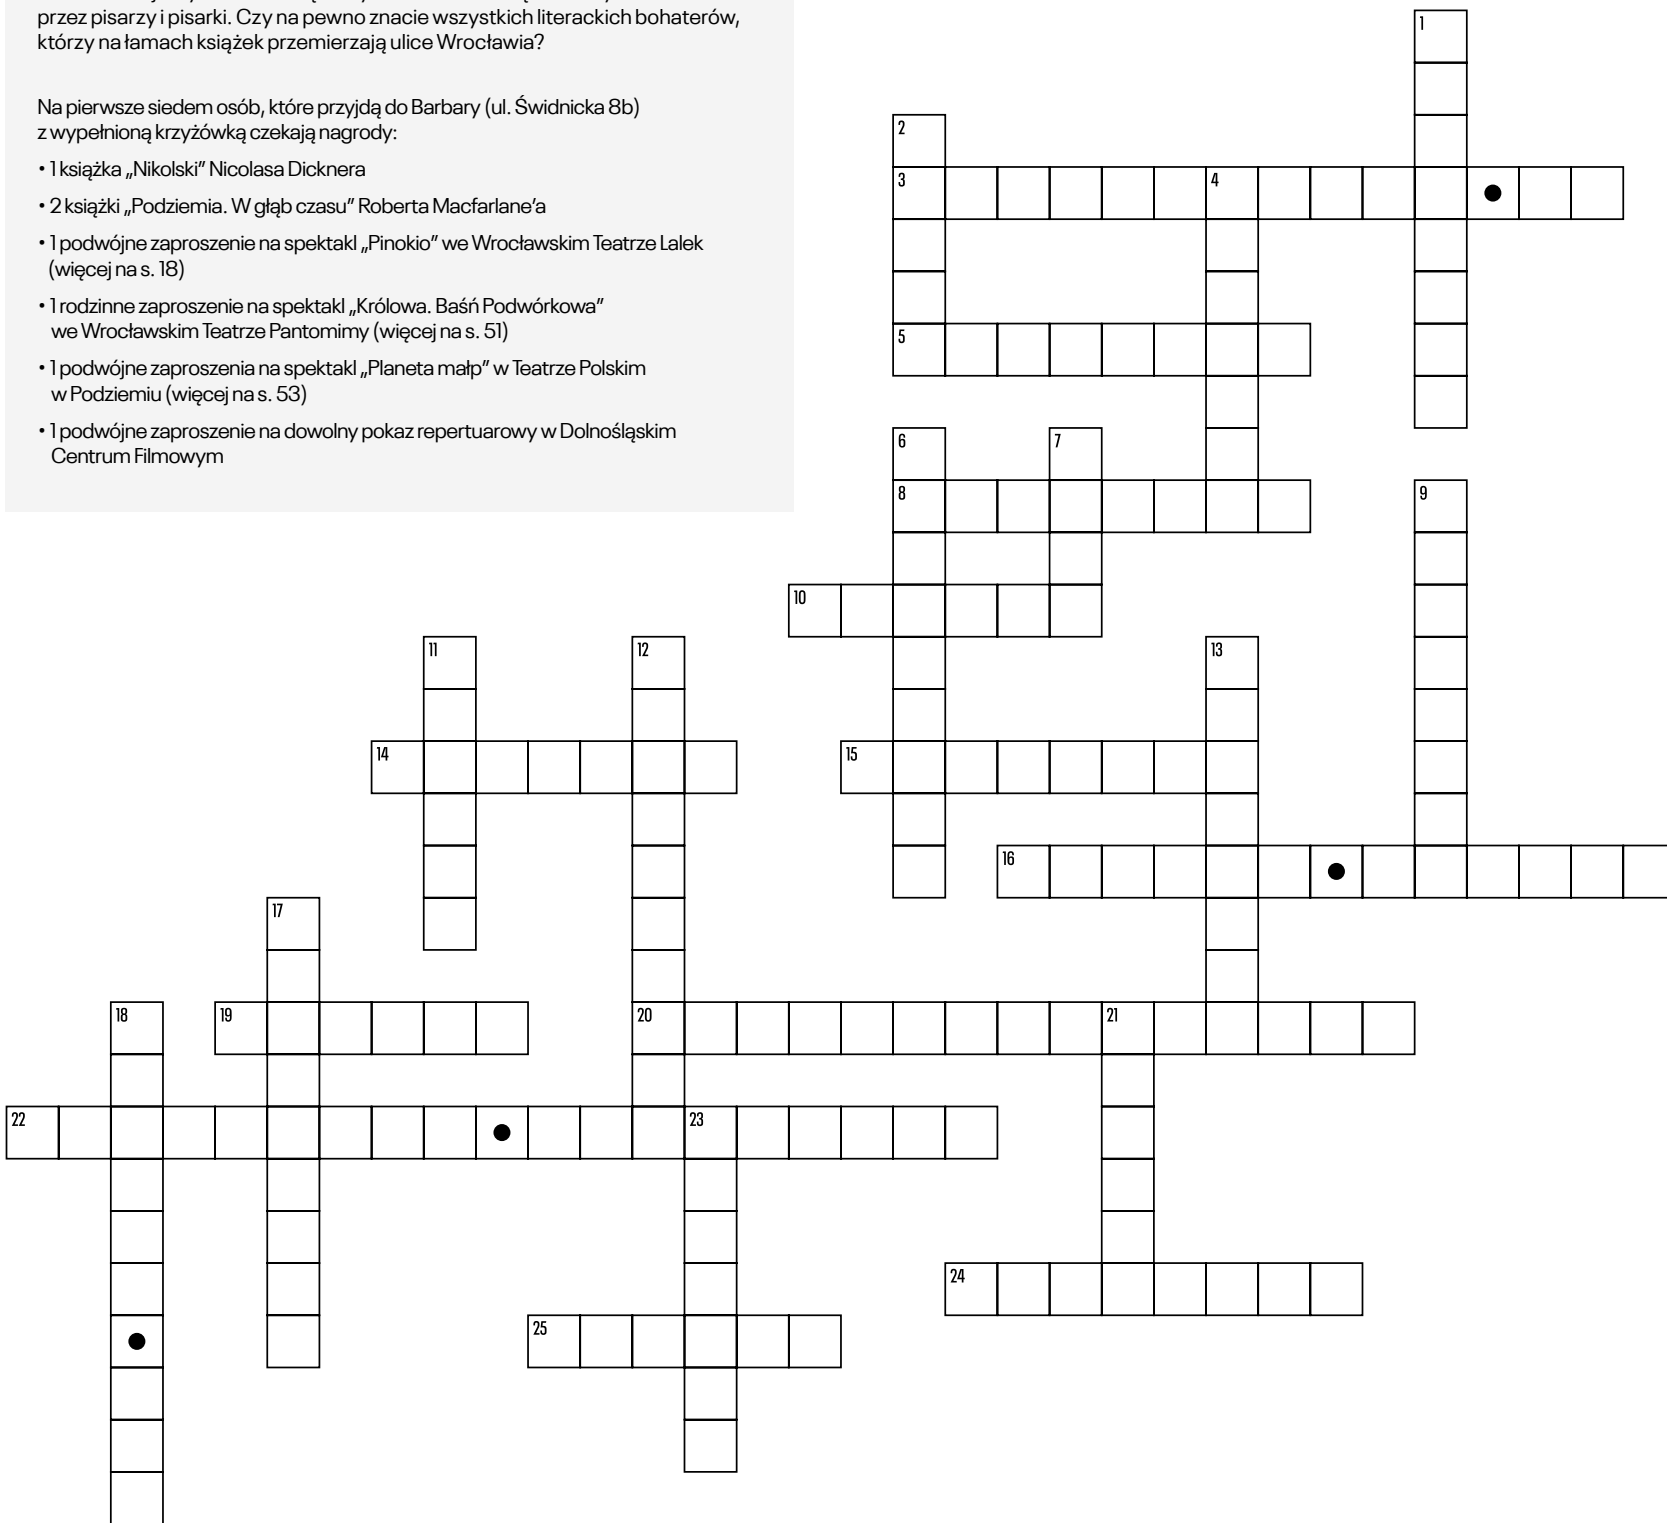 przez pisarzy i pisarki. Czy na pewno znacie wszystkich literackich bohaterów,
którzy na łamach książek przemierzają ulice Wrocławia?
Na pierwsze siedem osób, które przyjdą do Barbary (ul. Świdnicka 8b)
z wypełnioną krzyżówką czekają nagrody:
• 1 książka „Nikolski” Nicolasa Dicknera
• 2 książki „Podziemia. W głąb czasu” Roberta Macfarlane’a
• 1 podwójne zaproszenie na spektakl „Pinokio” we Wrocławskim Teatrze Lalek
(więcej na s. 18)
• 1 rodzinne zaproszenie na spektakl „Królowa. Baśń Podwórkowa”
we Wrocławskim Teatrze Pantomimy (więcej na s. 51)
• 1 podwójne zaproszenia na spektakl „Planeta małp” w Teatrze Polskim
w Podziemiu (więcej na s. 53)
• 1 podwójne zaproszenie na dowolny pokaz repertuarowy w Dolnośląskim
Centrum Filmowym
1
2
3 4
5
6 7
8 9
10
11 12 13
14 15
16
17
18 19 20 21
22 23
24
25